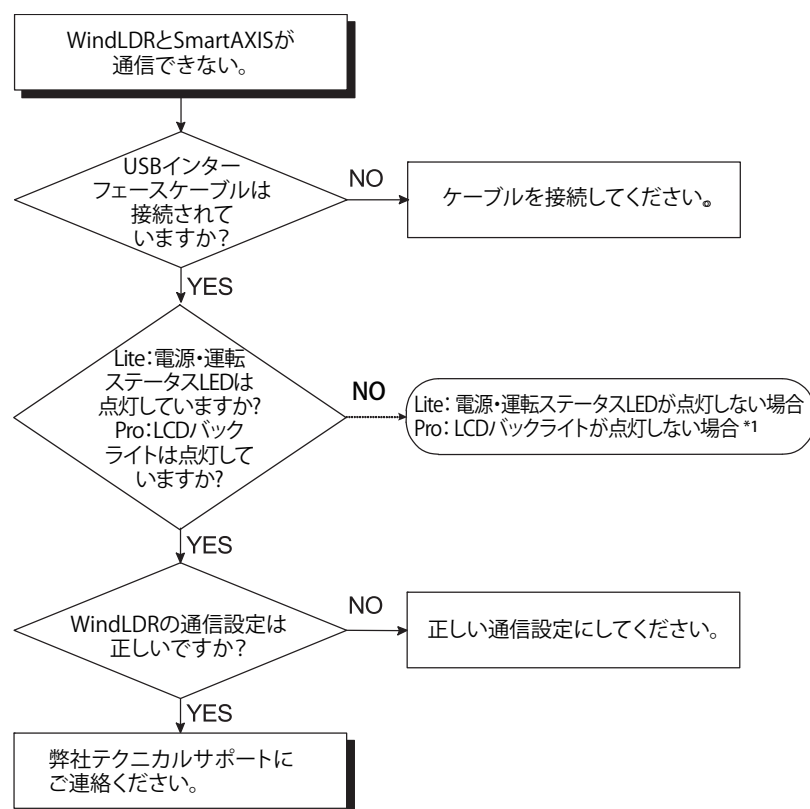 WindLDRとSmartAXISが
通信できない。
USBインター
フェースケーブルは
接続されて
いますか？
NO
ケーブルを接続してください。
YES
Lite：電源・運転
ステータスLEDは
点灯していますか?
Pro：LCDバック
ライトは点灯して
いますか?
NO
Lite： 電源・運転ステータスLEDが点灯しない場合
Pro： LCDバックライトが点灯しない場合 *1
YES
WindLDRの通信設定は
正しいですか？
NO
正しい通信設定にしてください。
YES
弊社テクニカルサポートに
ご連絡ください。